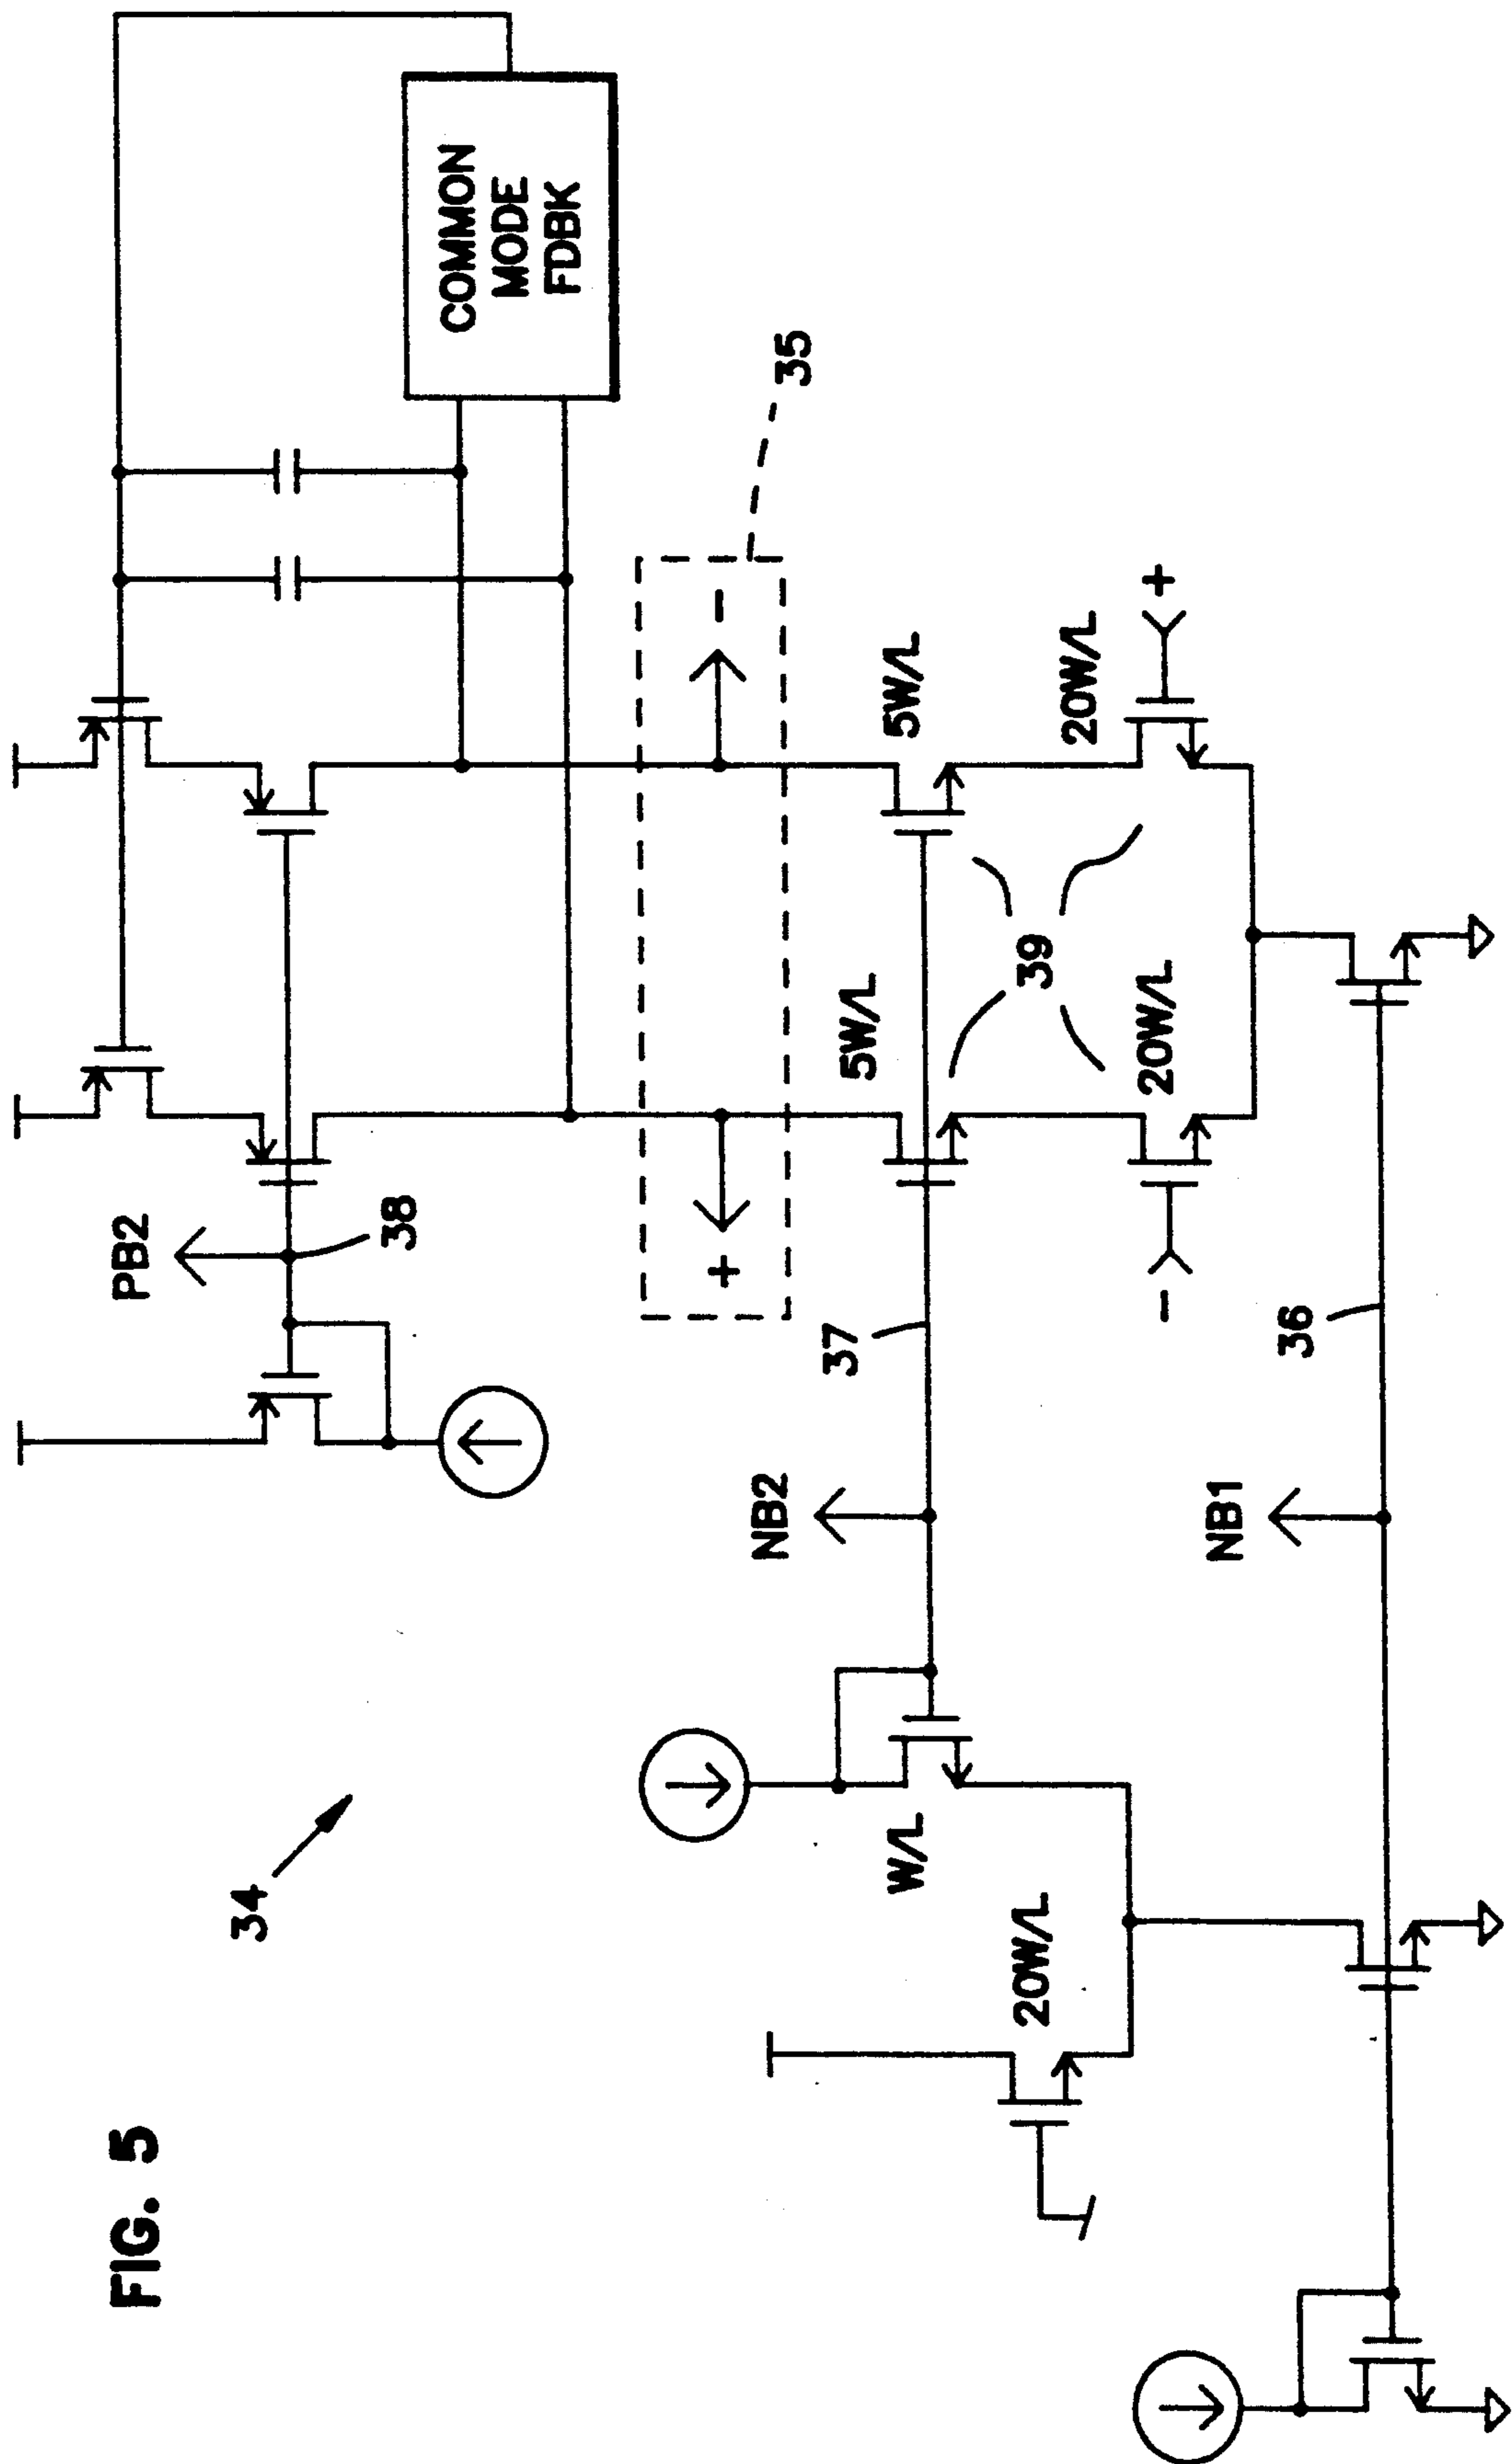 FIG. 5
PB2
34
38
COMMON
MODE
FDBK
+
-
35
NB2
37
5W/L
5W/L
W/L
20W/L
39
20W/L
20W/L
+
-
NB1
36